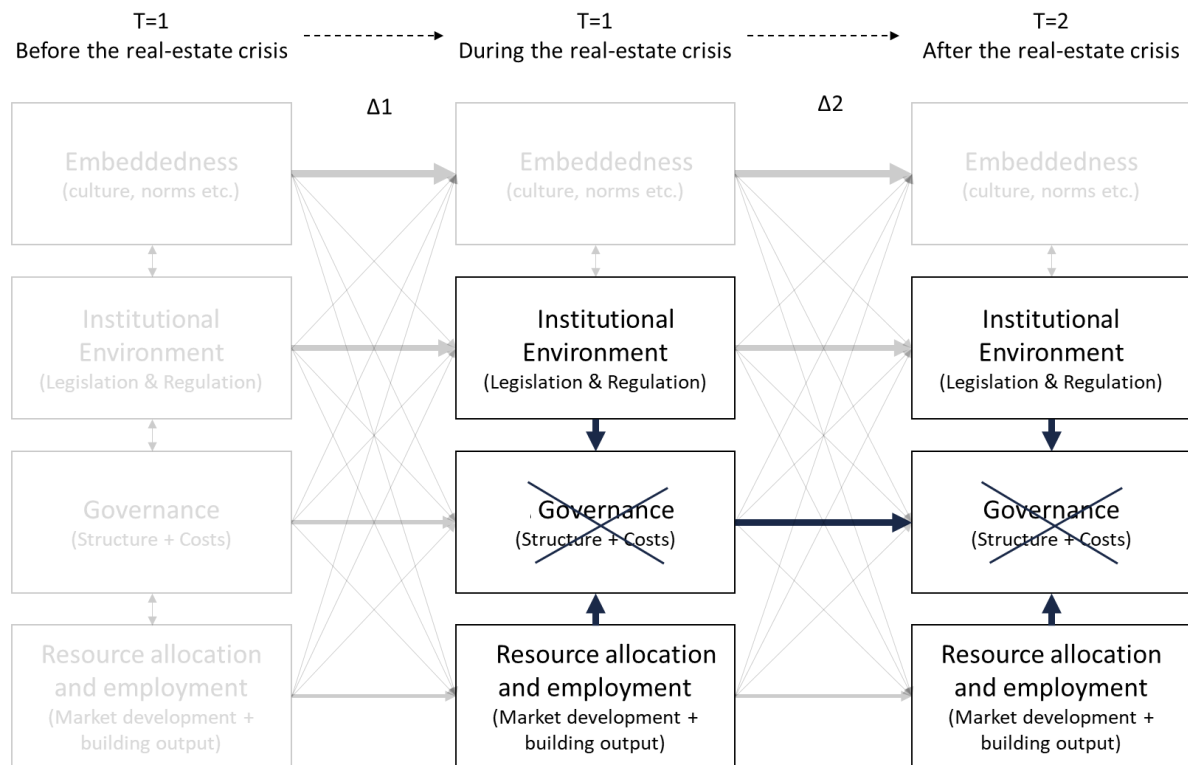 T=1
Before the real-estate crisis
T=1
During the real-estate crisis
T=2
After the real-estate crisis
Δ1
Δ2
Embeddedness
(culture, norms etc.)
Embeddedness
(culture, norms etc.)
Embeddedness
(culture, norms etc.)
Institutional
Environment
(Legislation & Regulation)
Institutional
Environment
(Legislation & Regulation)
Institutional
Environment
(Legislation & Regulation)
Governance
(Structure + Costs)
Governance
(Structure + Costs)
Governance
(Structure + Costs)
Resource allocation
and employment
(Market development +
building output)
Resource allocation
and employment
(Market development +
building output)
Resource allocation
and employment
(Market development +
building output)